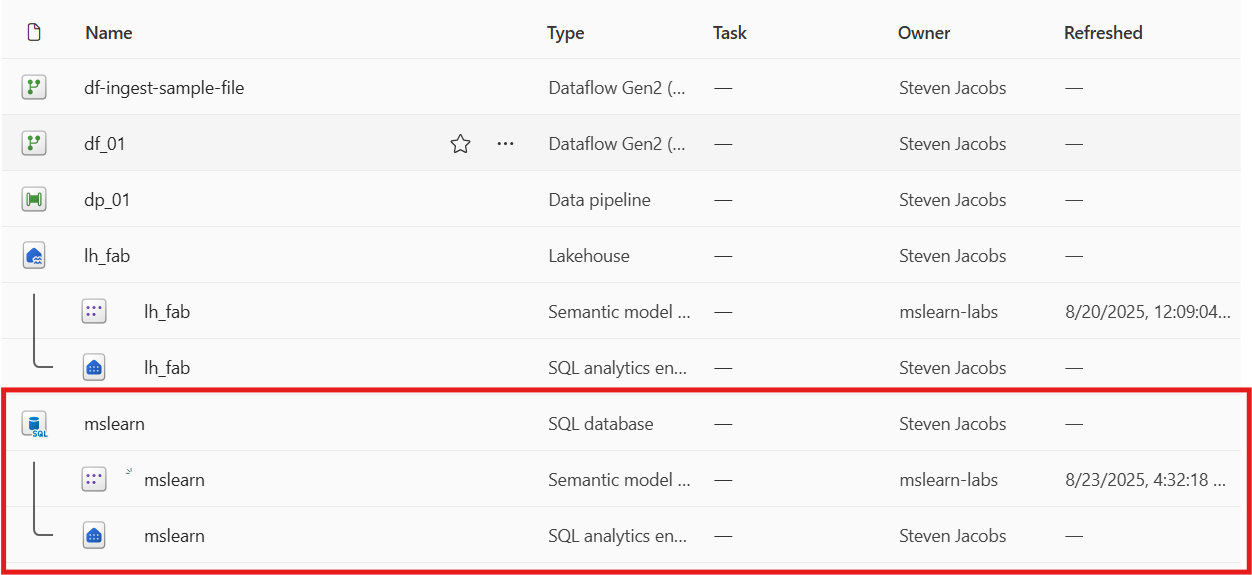 Name Type Task Owner Refreshed
df-ingest-sample-file Dataflow Gen2 (... — Steven Jacobs —
df_01 ... Dataflow Gen2 (... — Steven Jacobs —
dp_01 Data pipeline — Steven Jacobs —
lh_fab Lakehouse — Steven Jacobs —
lh_fab Semantic model ... — mslearn-labs 8/20/2025, 12:09:04...
lh_fab SQL analytics en... — Steven Jacobs —
SQL mslearn SQL database — Steven Jacobs —
mslearn Semantic model ... — mslearn-labs 8/23/2025, 4:32:18 ...
mslearn SQL analytics en... — Steven Jacobs —